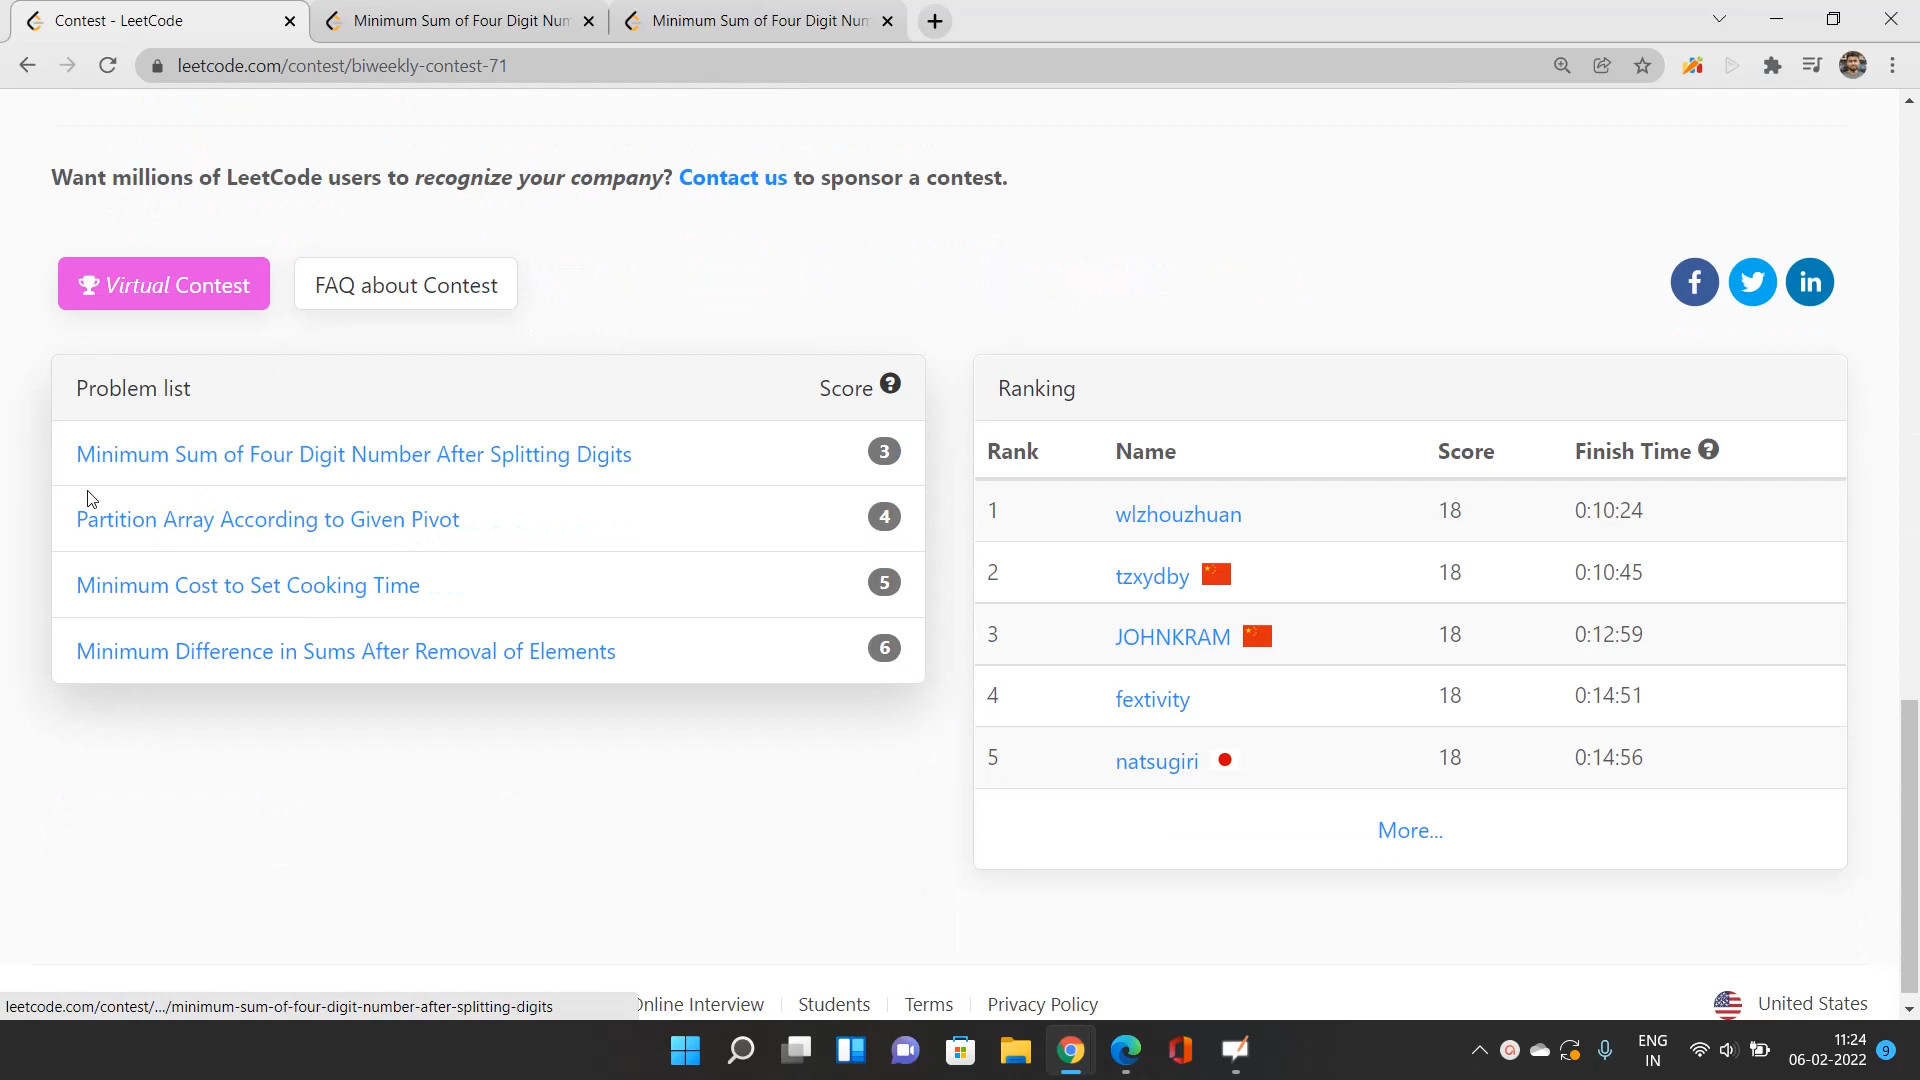 Contest - LeetCode
Minimum Sum of Four Digit Num
Minimum Sum of Four Digit Num
leetcode.com/contest/biweekly-contest-71
Want millions of LeetCode users to recognize your company? Contact us to sponsor a contest.
Virtual Contest
FAQ about Contest
Problem list Score
Minimum Sum of Four Digit Number After Splitting Digits 3
Partition Array According to Given Pivot 4
Minimum Cost to Set Cooking Time 5
Minimum Difference in Sums After Removal of Elements 6
Ranking
Rank Name Score Finish Time
1 wlzhouzhuan 18 0:10:24
2 tzxydby 18 0:10:45
3 JOHNKRAM 18 0:12:59
4 fextivity 18 0:14:51
5 natsugiri 18 0:14:56
More...
leetcode.com/contest/.../minimum-sum-of-four-digit-number-after-splitting-digits
Online Interview Students Terms Privacy Policy United States
ENG
IN
11:24
06-02-2022
9